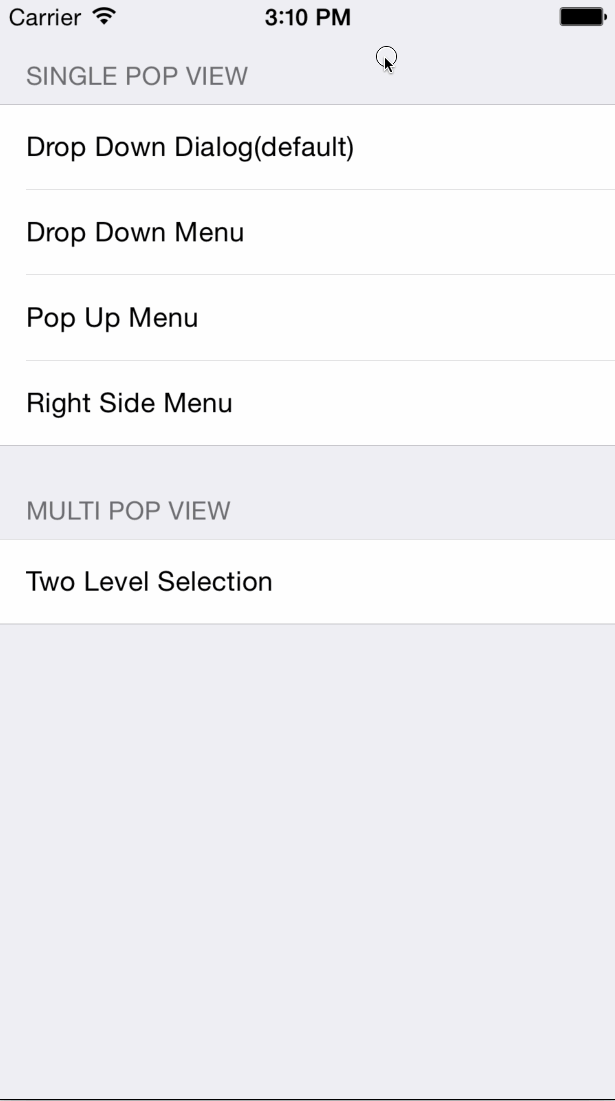 Carrier 3:10 PM
SINGLE POP VIEW
Drop Down Dialog(default)
Drop Down Menu
Pop Up Menu
Right Side Menu
MULTI POP VIEW
Two Level Selection